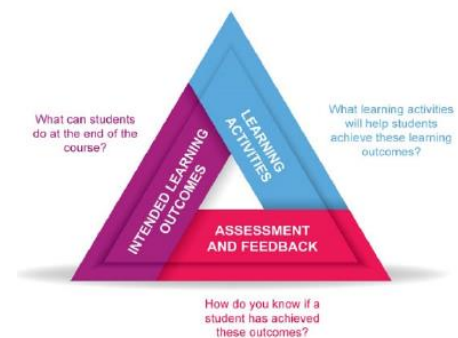 What can students
do at the end of the
course?
INTENDED LEARNING
OUTCOMES
LEARNING
ACTIVITIES
What learning activities
will help students
achieve these learning
outcomes?
ASSESSMENT
AND FEEDBACK
How do you know if a
student has achieved
these outcomes?